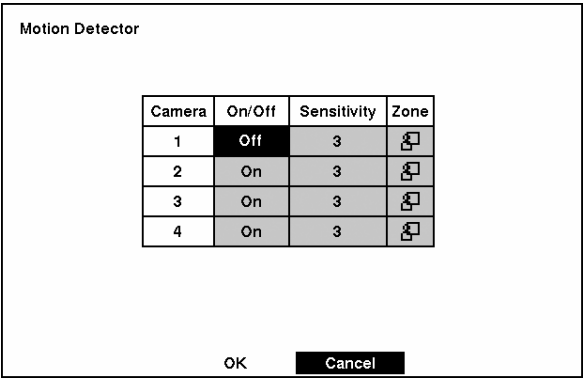 Motion Detector
Camera On/Off Sensitivity Zone
1 Off 3
2 On 3
3 On 3
4 On 3
OK Cancel